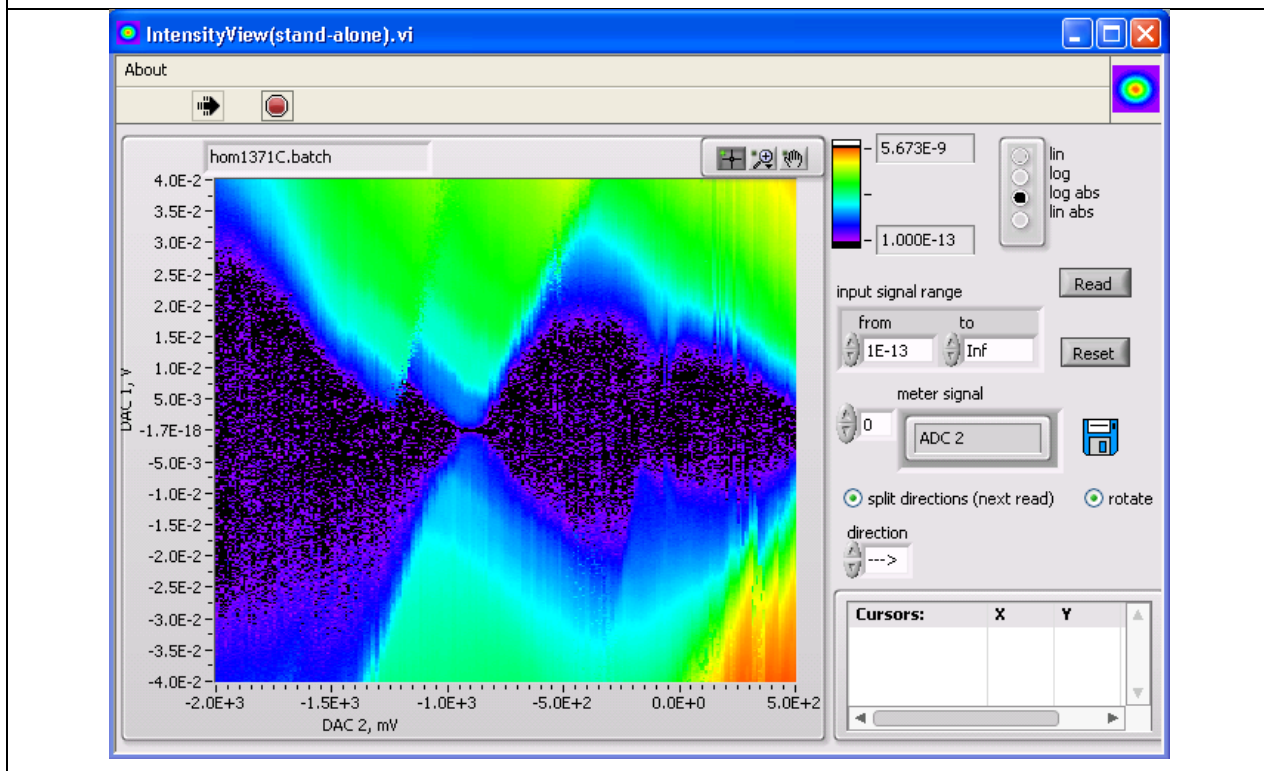 IntensityView(stand-alone).vi
About
hom1371C.batch
4.0E-2
3.5E-2
3.0E-2
2.5E-2
2.0E-2
1.5E-2
1.0E-2
5.0E-3
-1.7E-18
-5.0E-3
-1.0E-2
-1.5E-2
-2.0E-2
-2.5E-2
-3.0E-2
-3.5E-2
-4.0E-2
DAC 1, V
-2.0E+3 -1.5E+3 -1.0E+3 -5.0E+2 0.0E+0 5.0E+2
DAC 2, mV
5.673E-9
1.000E-13
lin
log
log abs
lin abs
Read
input signal range
from to
1E-13 Inf
Reset
meter signal
0 ADC 2
split directions (next read) rotate
direction
--->
Cursors: X Y